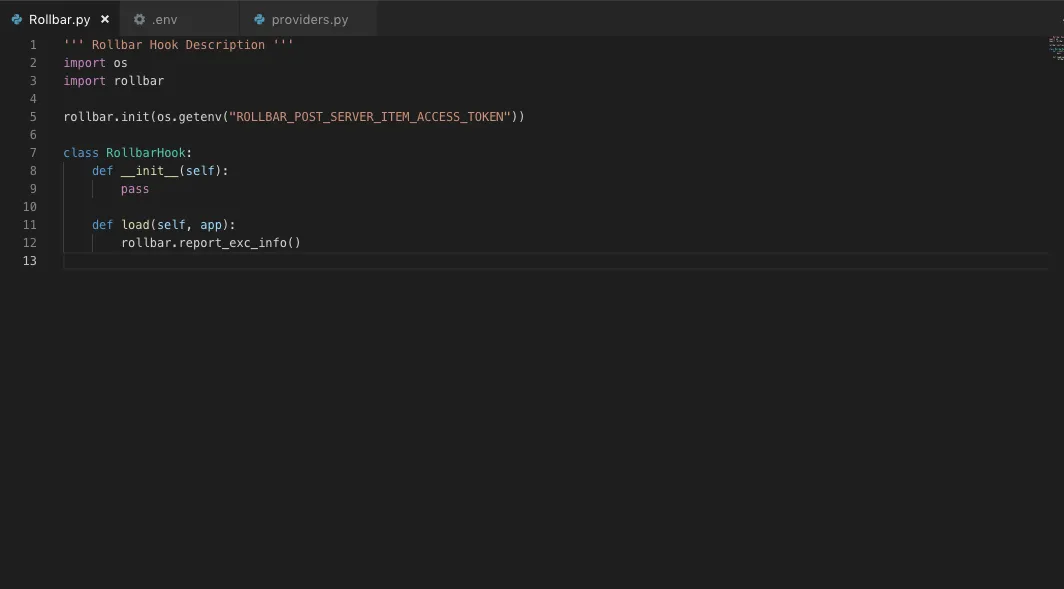 Rollbar.py × .env providers.py
1 ''' Rollbar Hook Description '''
2 import os
3 import rollbar
4
5 rollbar.init(os.getenv("ROLLBAR_POST_SERVER_ITEM_ACCESS_TOKEN"))
6
7 class RollbarHook:
8     def __init__(self):
9         pass
10
11     def load(self, app):
12         rollbar.report_exc_info()
13